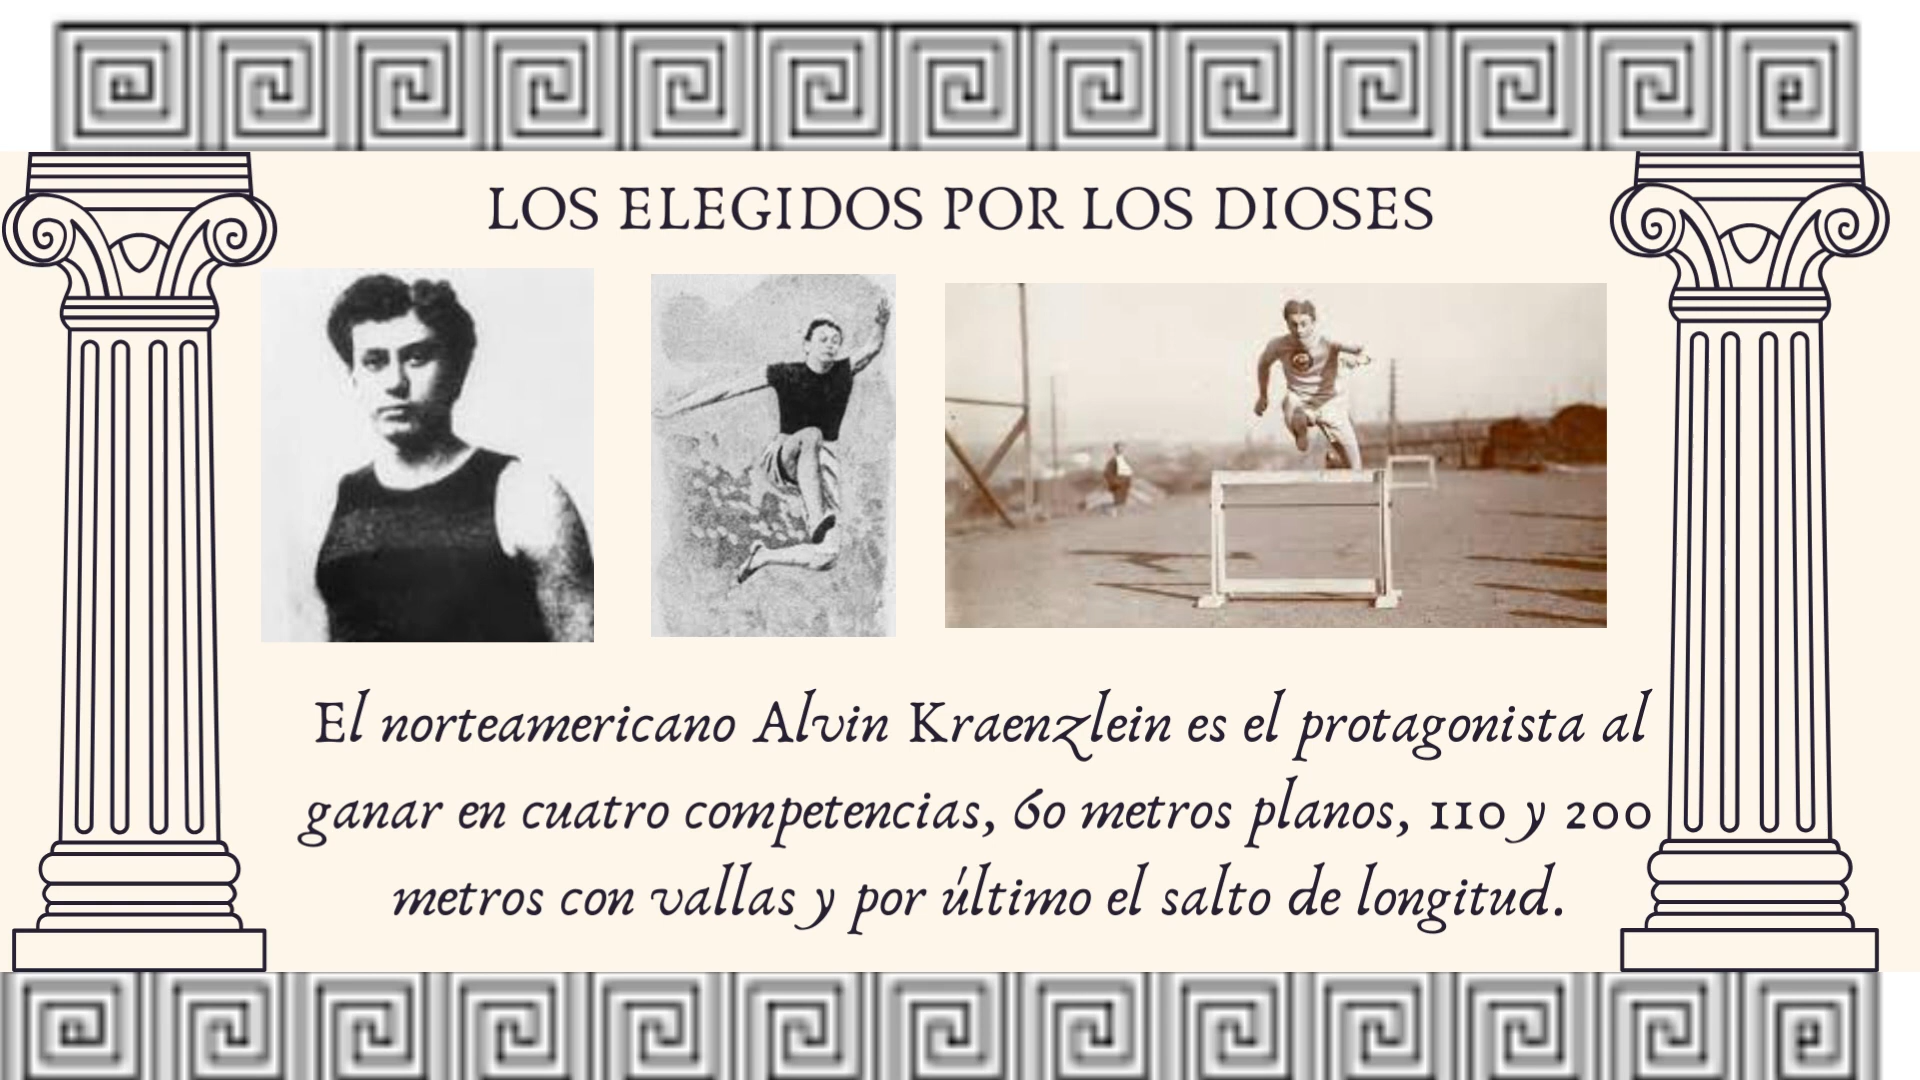 LOS ELEGIDOS POR LOS DIOSES
El norteamericano Alvin Kraenzlein es el protagonista al
ganar en cuatro competencias, 60 metros planos, 110 y 200
metros con vallas y por último el salto de longitud.